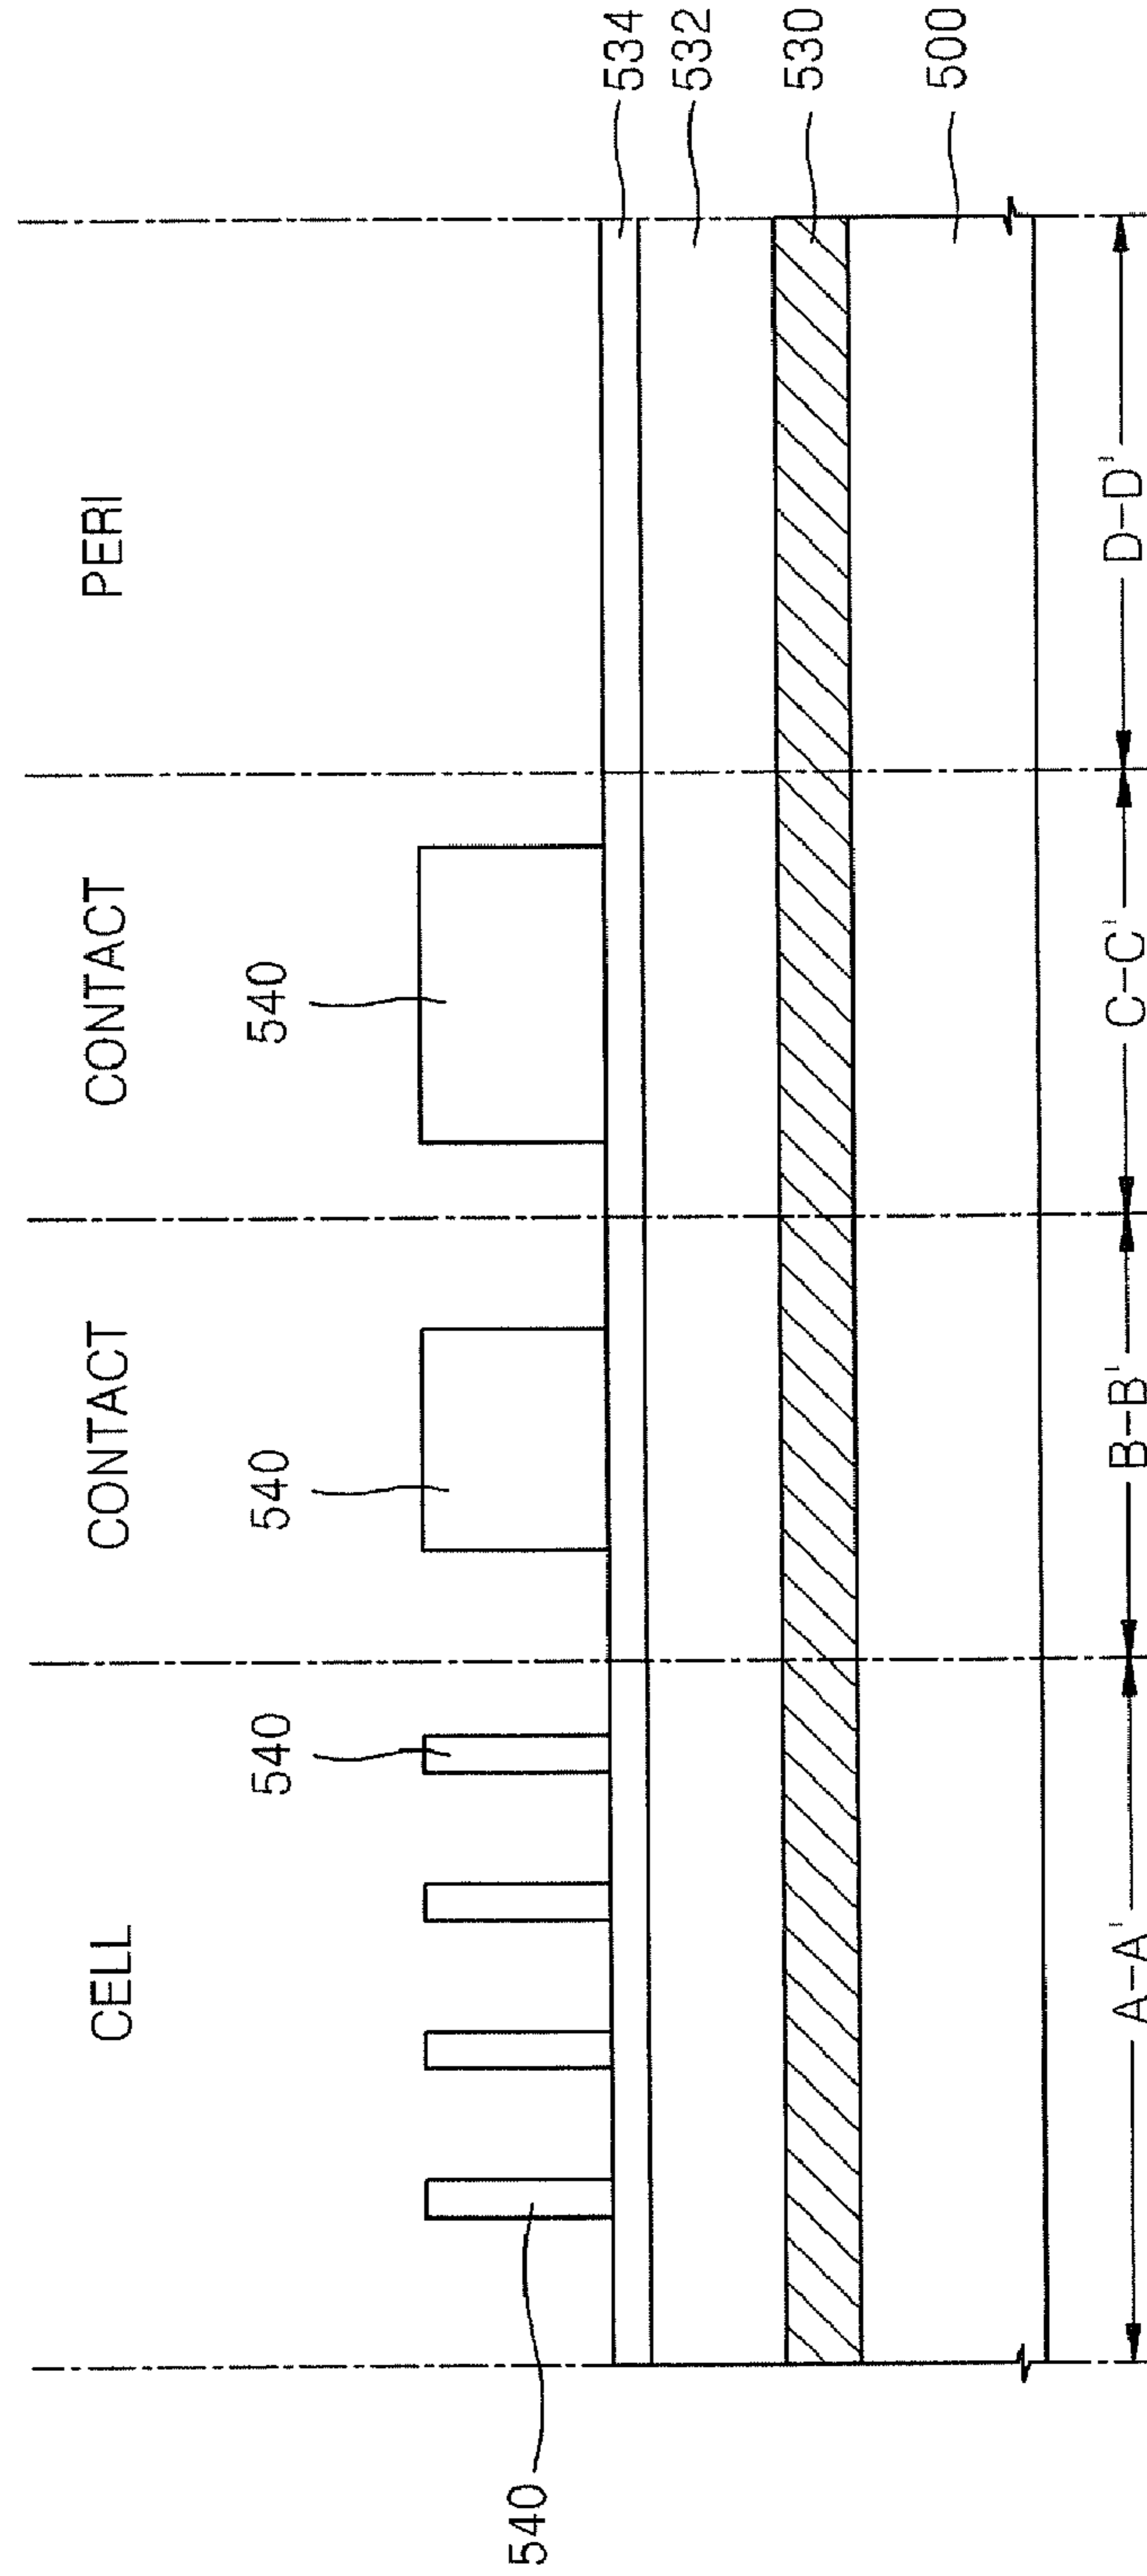 CELL
CONTACT
CONTACT
PERI
540
540
540
540
534
532
530
500
A-A'
B-B'
C-C'
D-D'